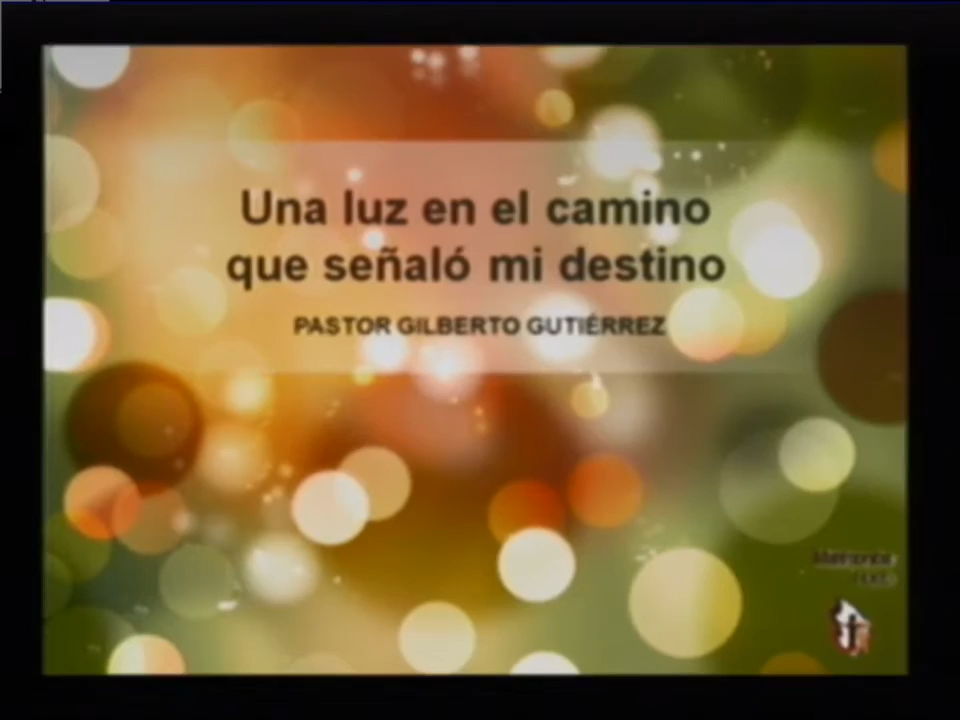 Una luz en el camino
que señaló mi destino
PASTOR GILBERTO GUTIÉRREZ